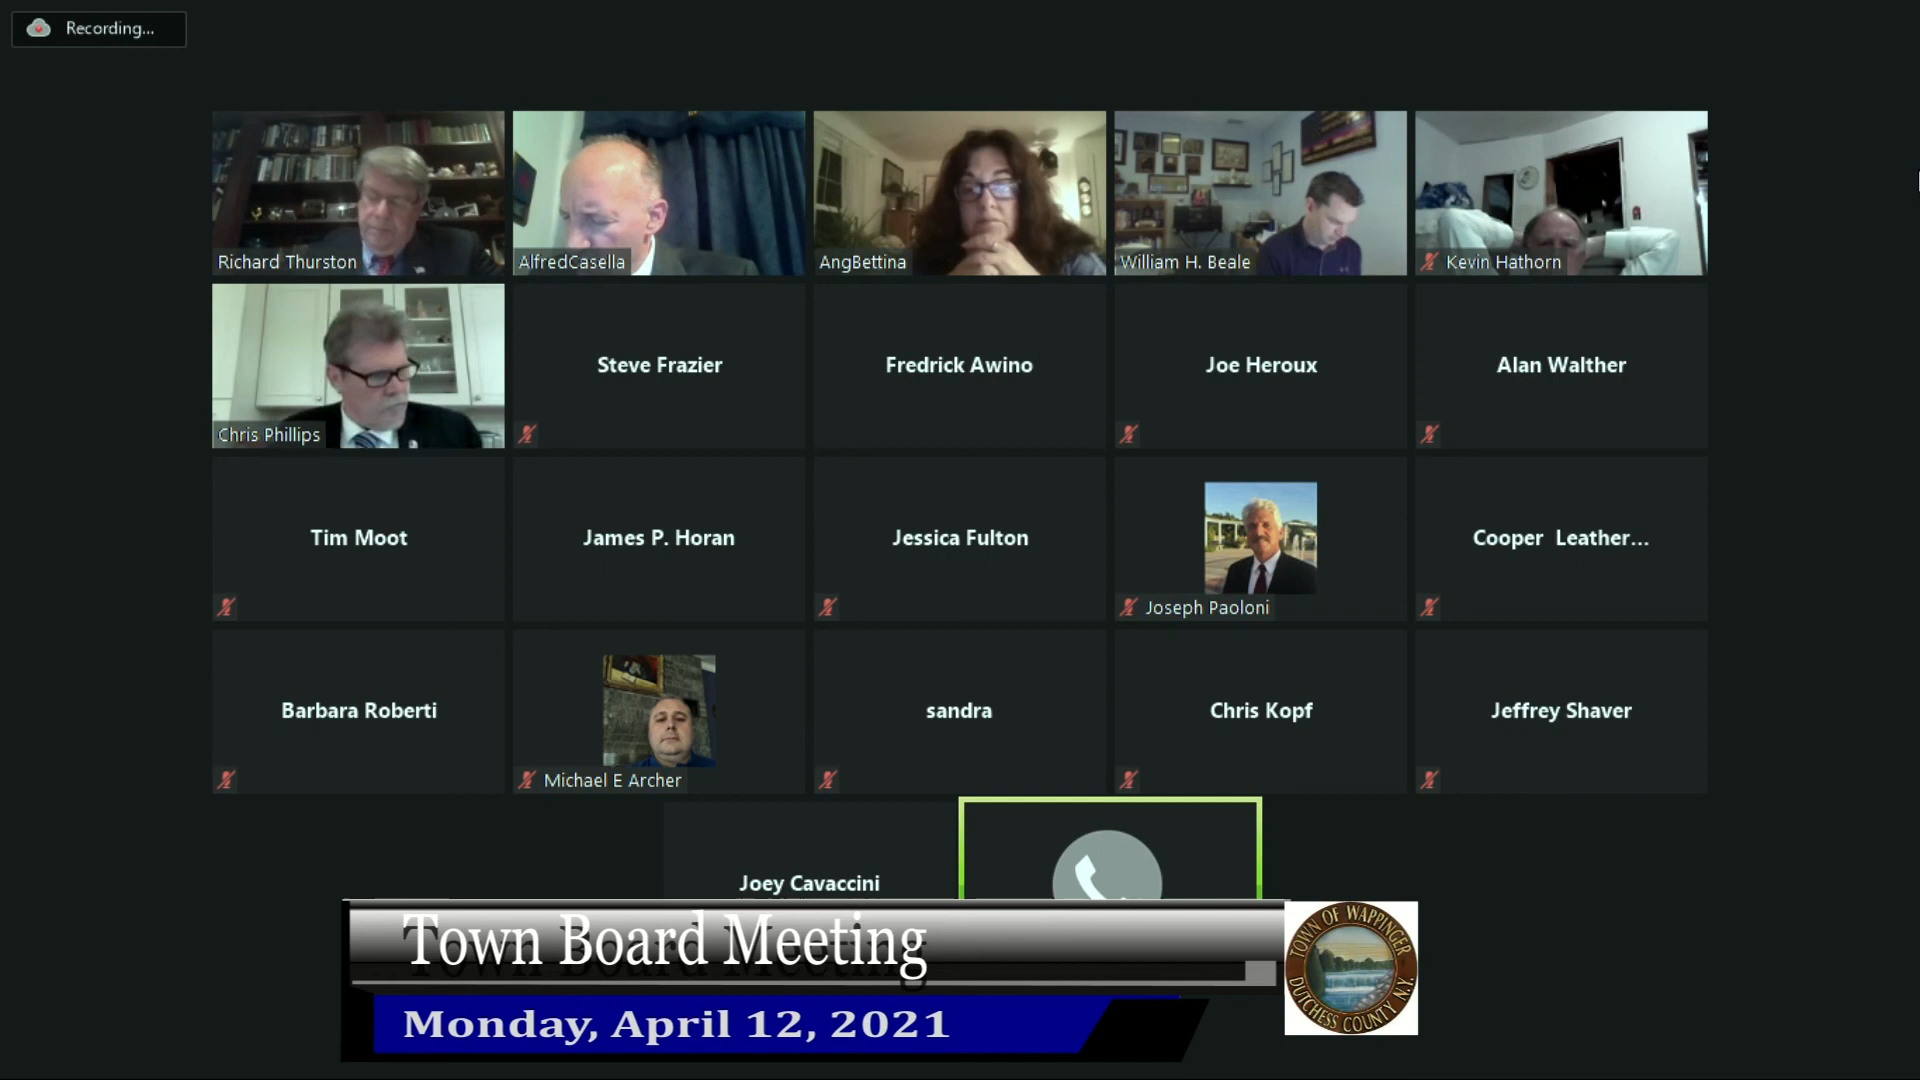 Recording...
Richard Thurston
AlfredCasella
AngBettina
William H. Beale
Kevin Hathorn
Chris Phillips
Steve Frazier
Fredrick Awino
Joe Heroux
Alan Walther
Tim Moot
James P. Horan
Jessica Fulton
Joseph Paoloni
Cooper Leather...
Barbara Roberti
Michael E Archer
sandra
Chris Kopf
Jeffrey Shaver
Joey Cavaccini
Town Board Meeting
Monday, April 12, 2021
TOWN OF WAPPINGER
DUTCHESS COUNTY N.Y.